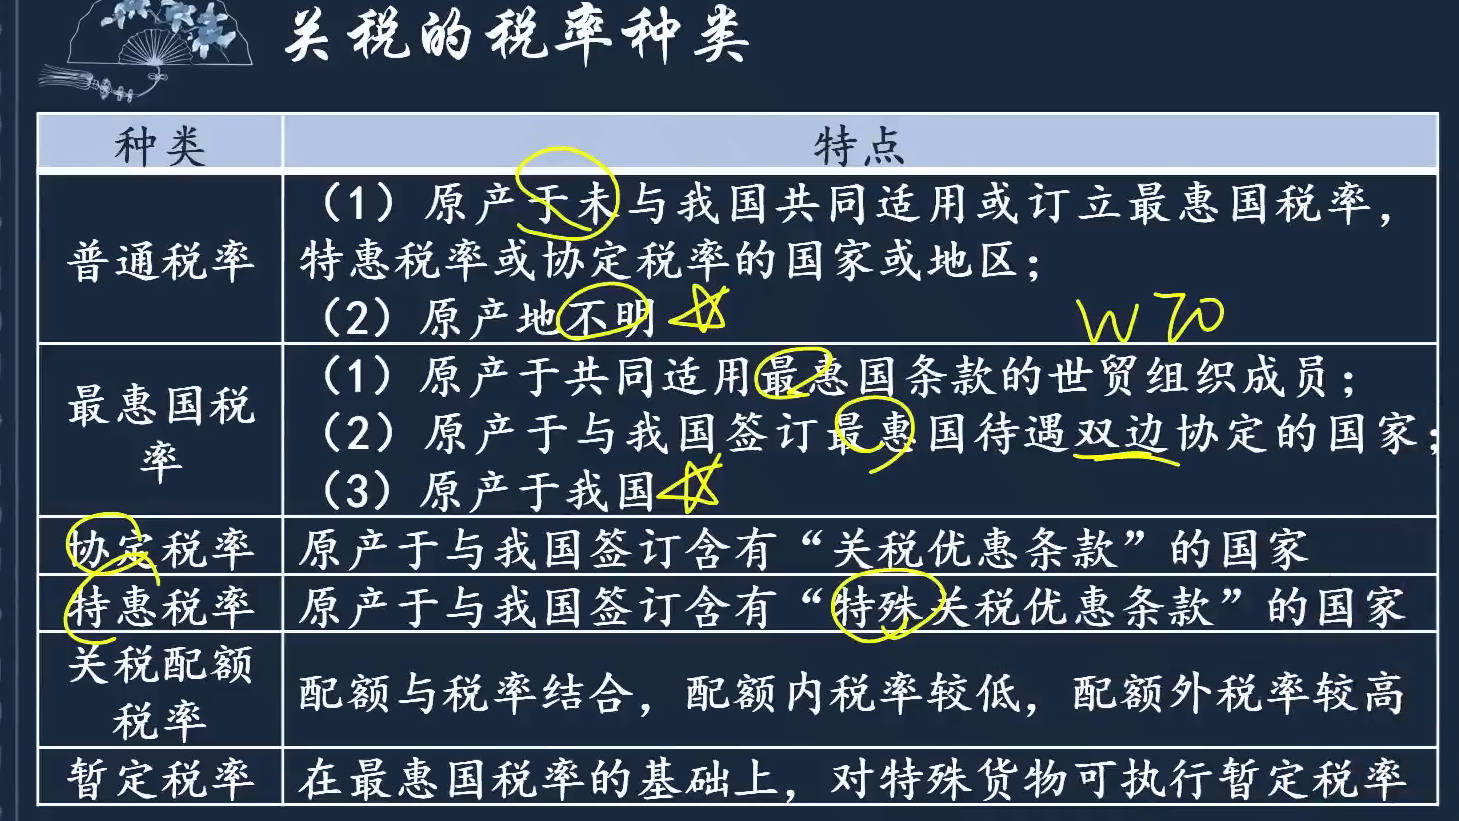 关税的税率种类
种类
特点
普通税率
（1）原产于未与我国共同适用或订立最惠国税率，
特惠税率或协定税率的国家或地区；
（2）原产地不明
WTO
最惠国税
率
（1）原产于共同适用最惠国条款的世贸组织成员；
（2）原产于与我国签订最惠国待遇双边协定的国家；
（3）原产于我国
协定税率
原产于与我国签订含有“关税优惠条款”的国家
特惠税率
原产于与我国签订含有“特殊关税优惠条款”的国家
关税配额
税率
配额与税率结合，配额内税率较低，配额外税率较高
暂定税率
在最惠国税率的基础上，对特殊货物可执行暂定税率